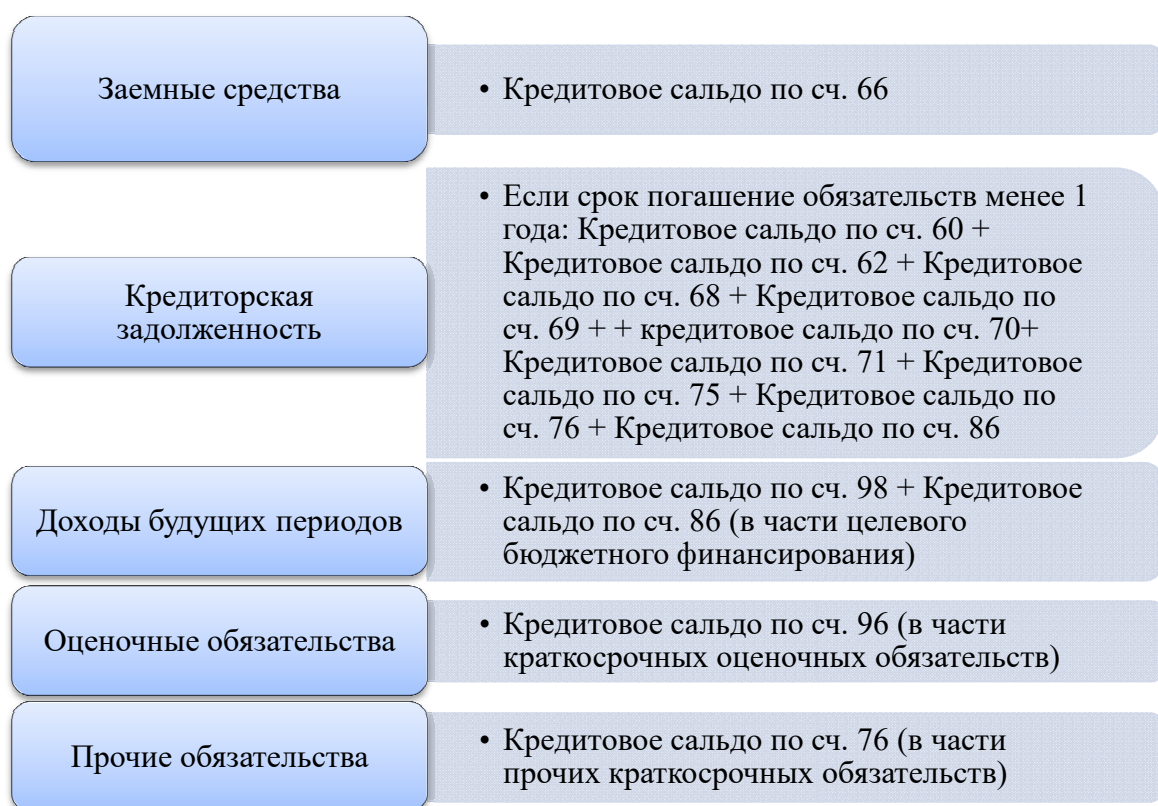 Заемные средства
• Кредитовое сальдо по сч. 66
Кредиторская
задолженность
• Если срок погашение обязательств менее 1
года: Кредитовое сальдо по сч. 60 +
Кредитовое сальдо по сч. 62 + Кредитовое
сальдо по сч. 68 + Кредитовое сальдо по
сч. 69 + + кредитовое сальдо по сч. 70+
Кредитовое сальдо по сч. 71 + Кредитовое
сальдо по сч. 75 + Кредитовое сальдо по
сч. 76 + Кредитовое сальдо по сч. 86
Доходы будущих периодов
• Кредитовое сальдо по сч. 98 + Кредитовое
сальдо по сч. 86 (в части целевого
бюджетного финансирования)
Оценочные обязательства
• Кредитовое сальдо по сч. 96 (в части
краткосрочных оценочных обязательств)
Прочие обязательства
• Кредитовое сальдо по сч. 76 (в части
прочих краткосрочных обязательств)